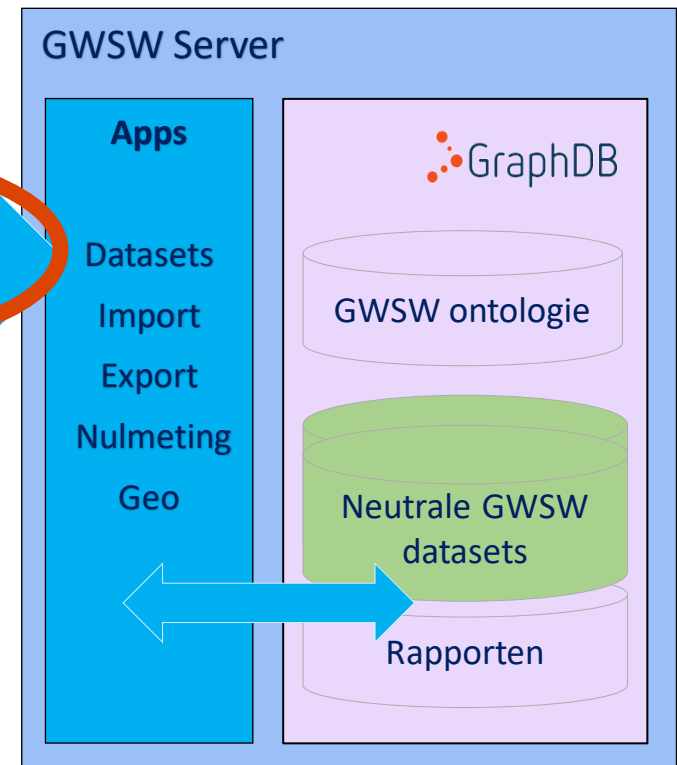 GWSW Server
Apps
Datasets
Import
Export
Nulmeting
Geo
GraphDB
GWSW ontologie
Neutrale GWSW
datasets
Rapporten